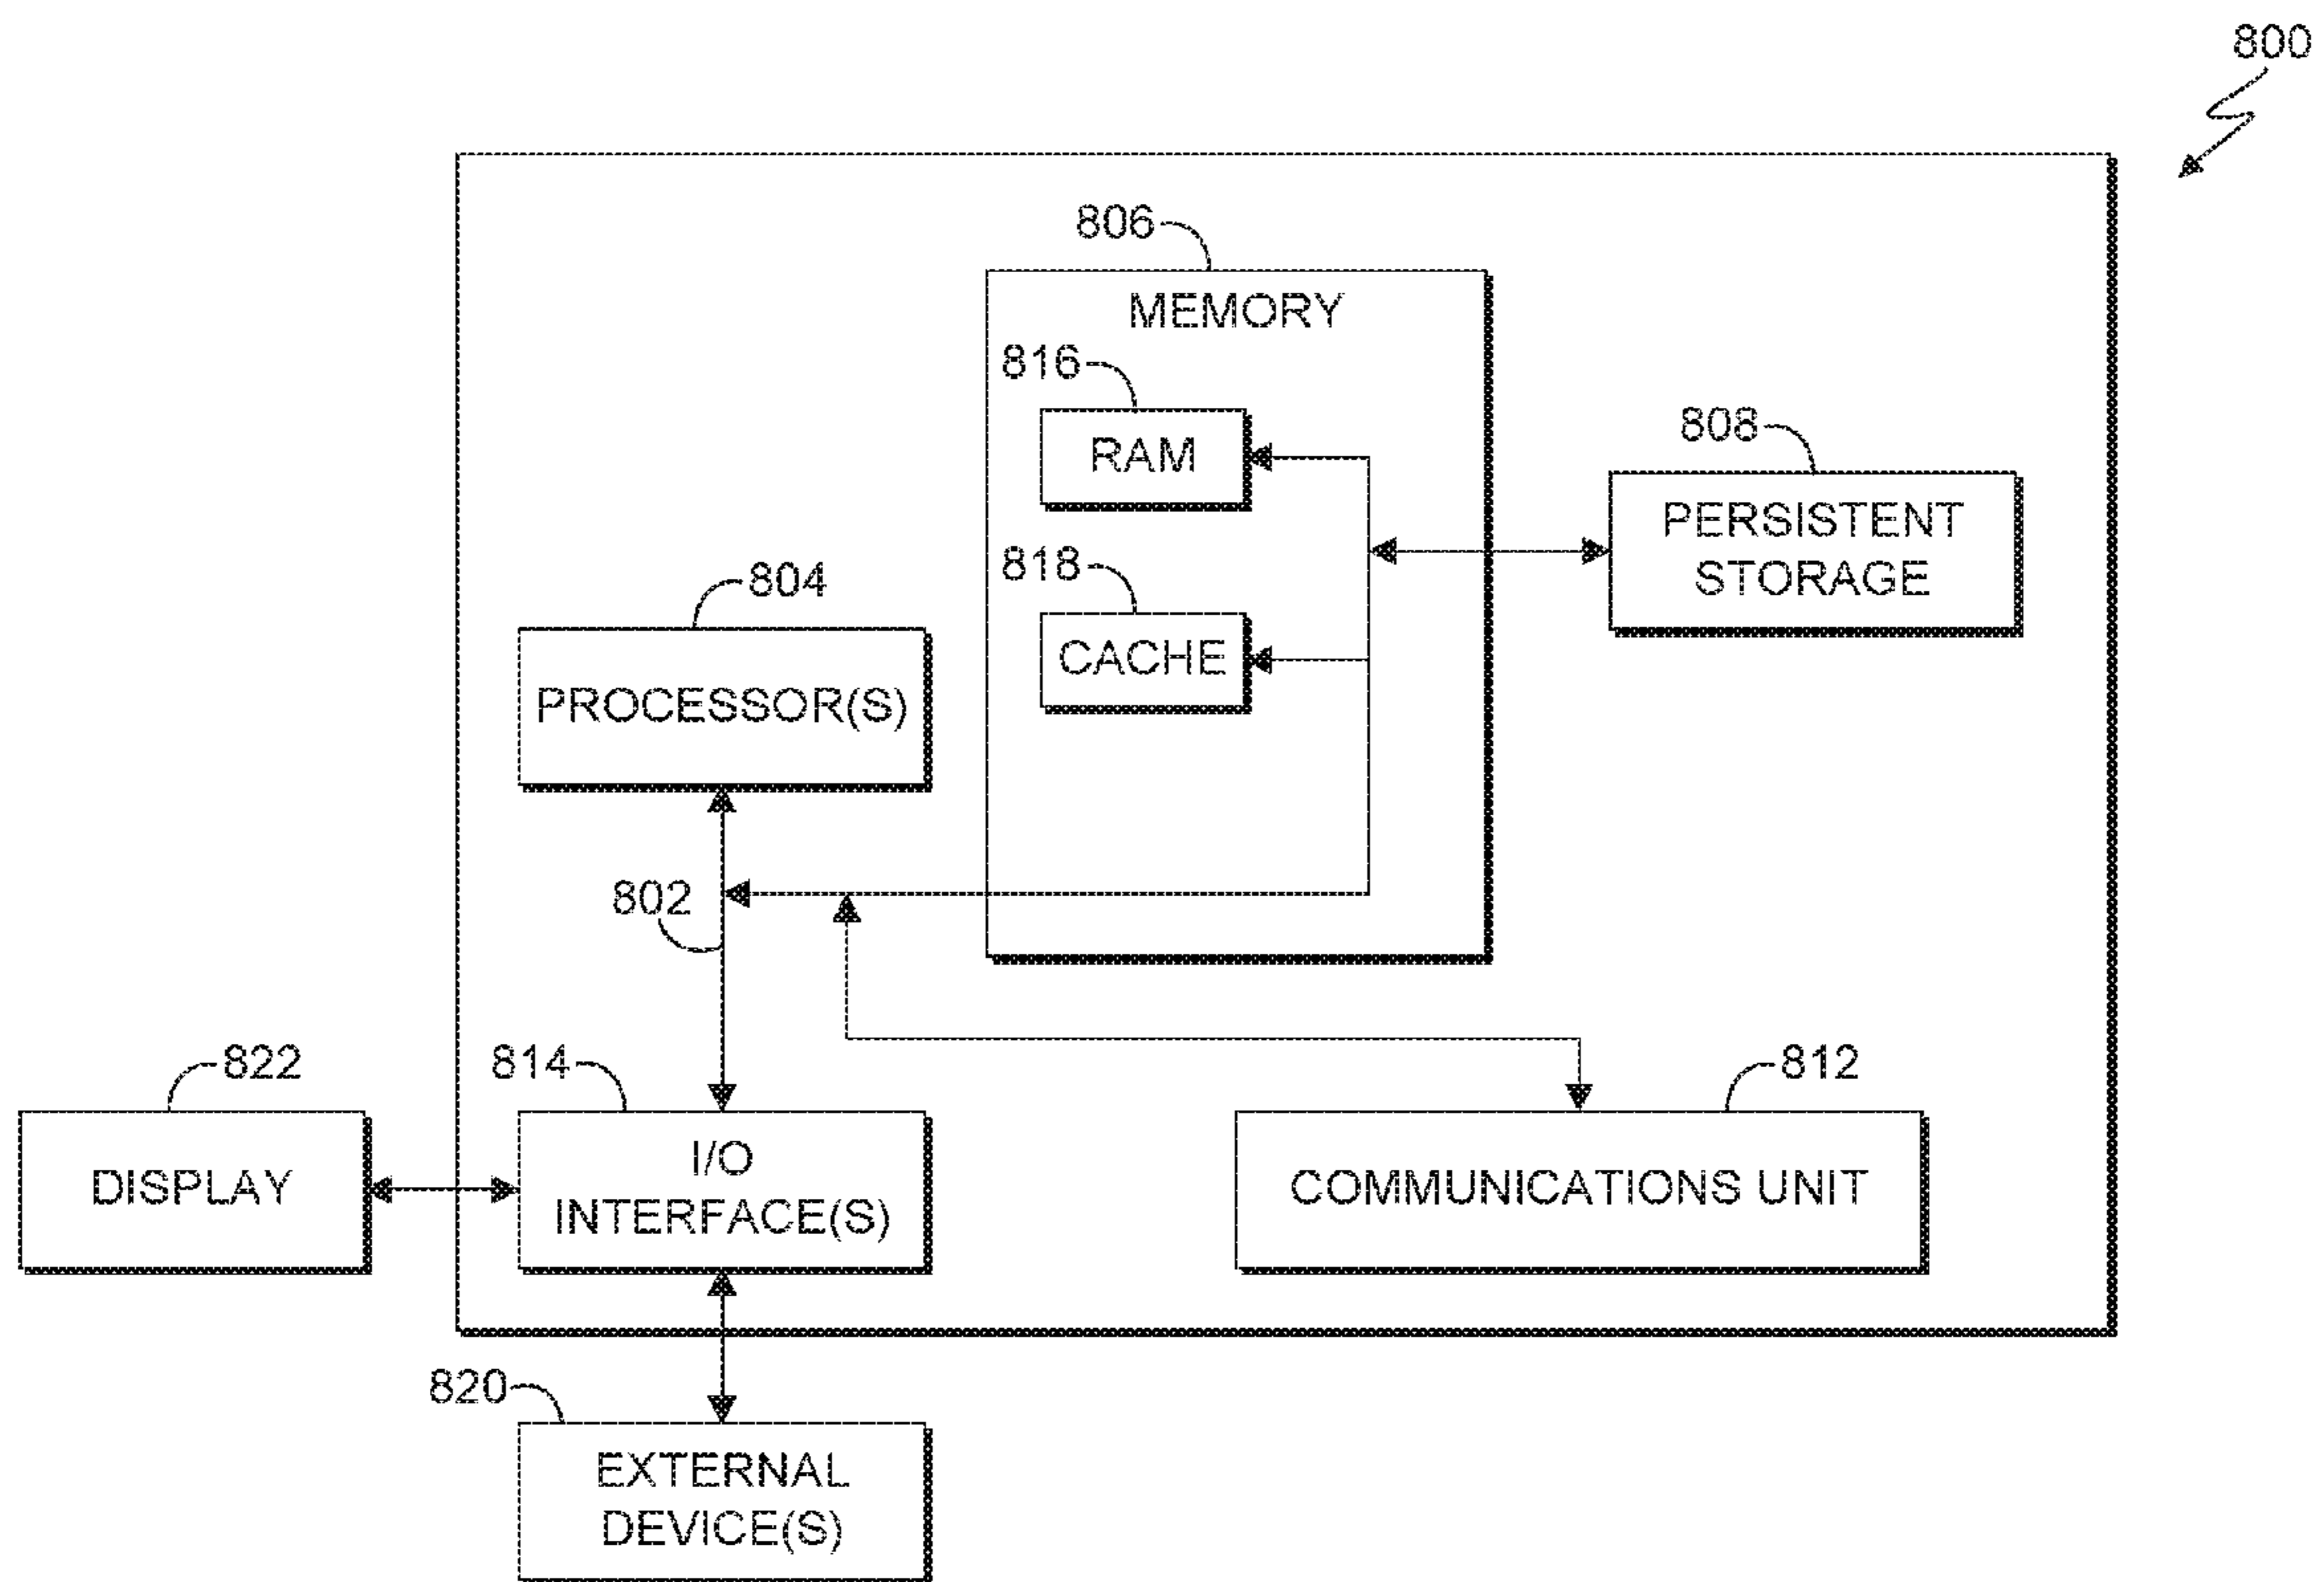 800
806
MEMORY
816
RAM
808
PERSISTENT
STORAGE
818
CACHE
804
PROCESSOR(S)
802
822
DISPLAY
814
I/O
INTERFACE(S)
812
COMMUNICATIONS UNIT
820
EXTERNAL
DEVICE(S)